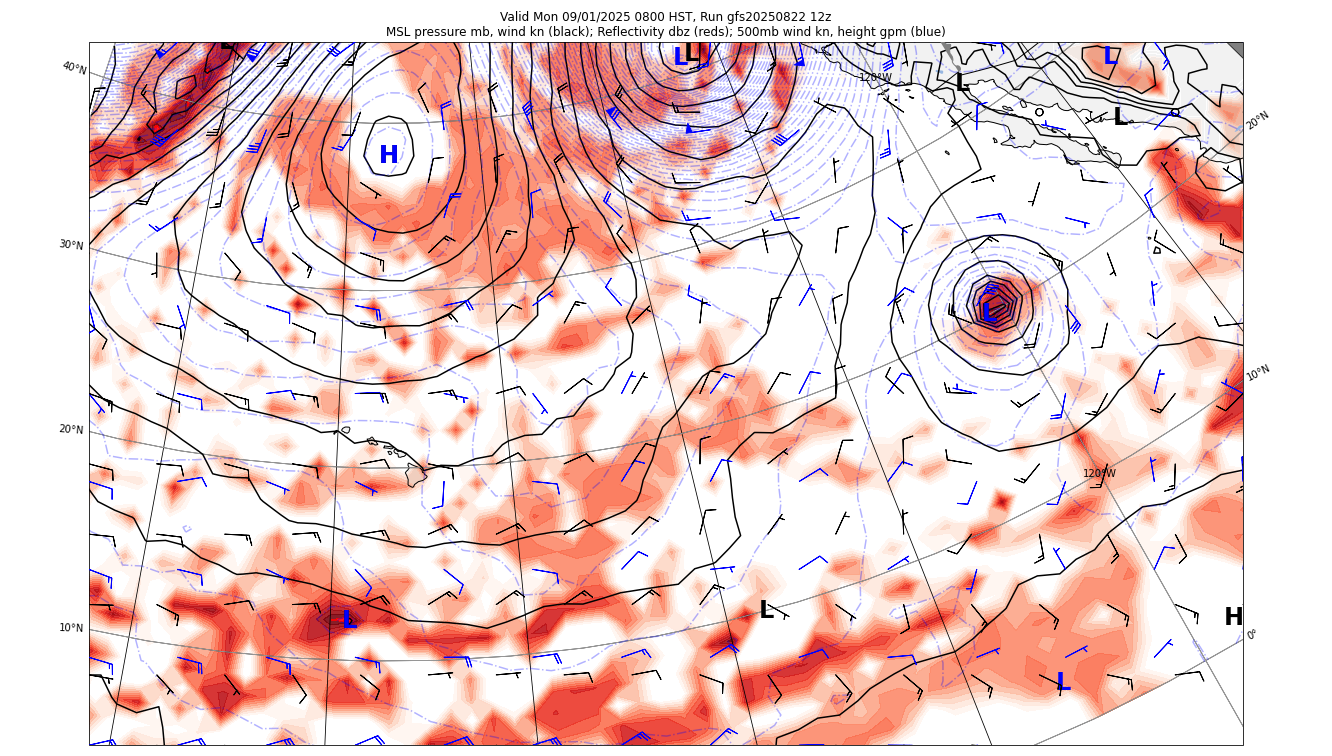 Valid Mon 09/01/2025 0800 HST, Run gfs20250822 12z
MSL pressure mb, wind kn (black); Reflectivity dbz (reds); 500mb wind kn, height gpm (blue)
L
L L
L
40°N
120°W
L
L
20°N
H
30°N
L
10°N
20°N
120°W
L
L
H
10°N
0°
L